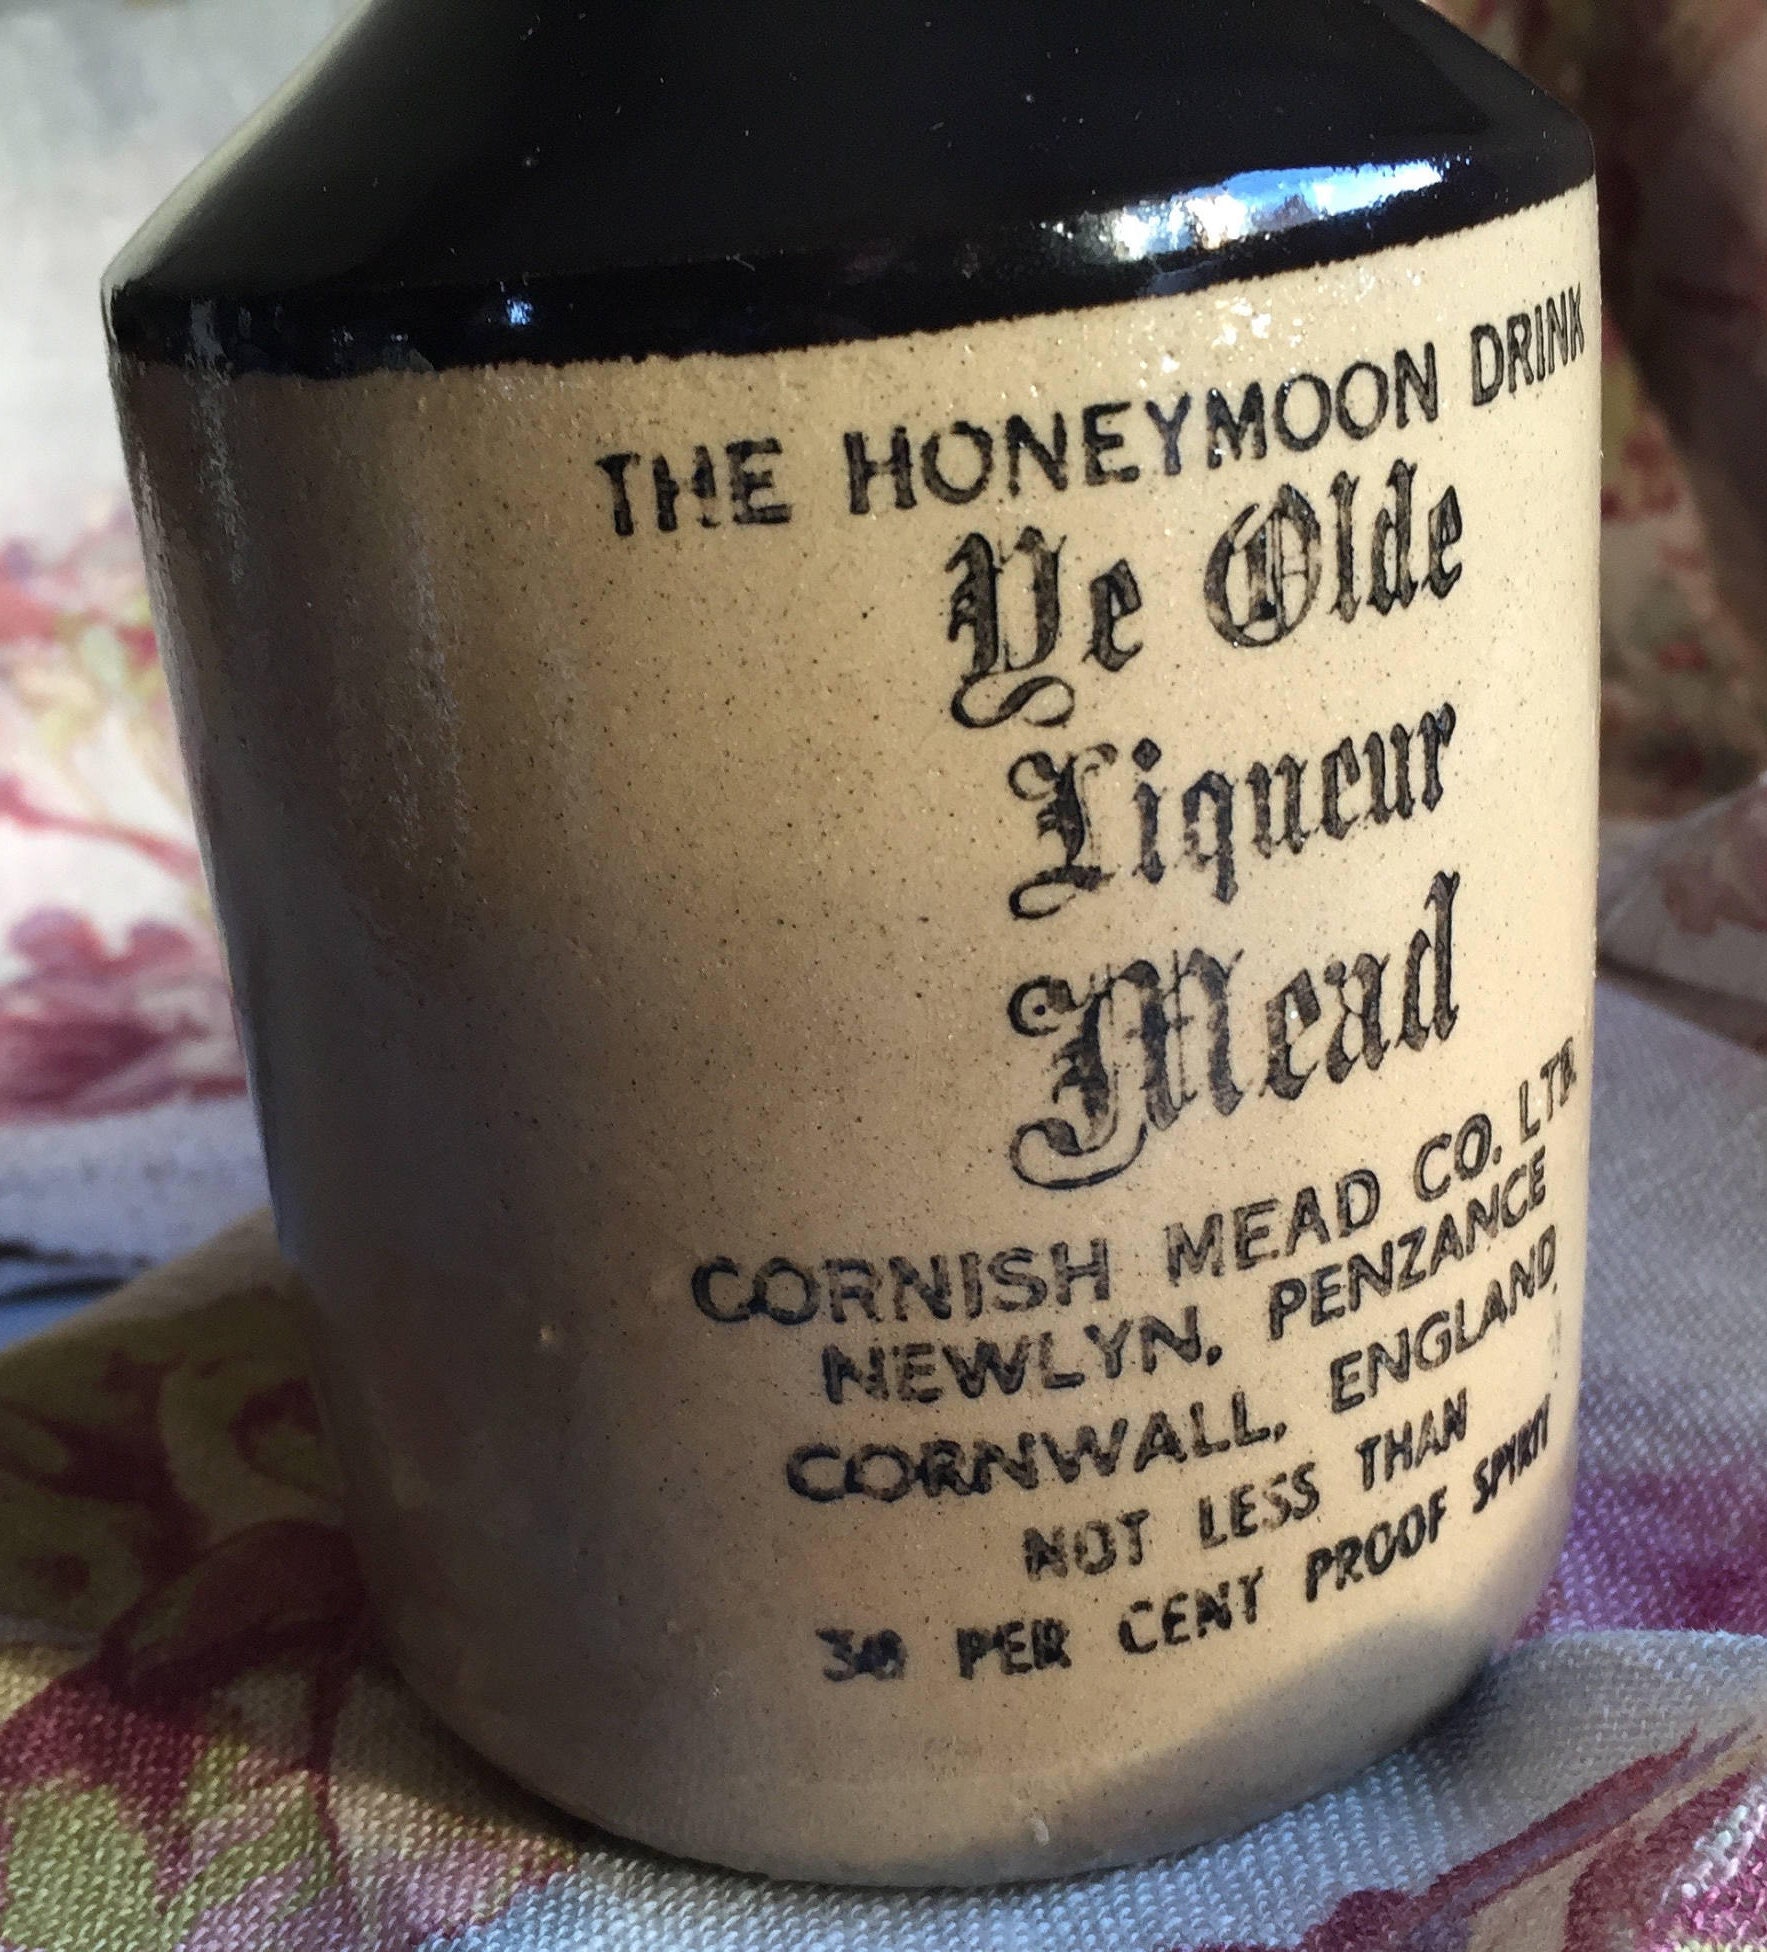 THE HONEYMOON DRINK
Ye Olde
Liqueur
Mead
CORNISH MEAD CO. LTD.
NEWLYN, PENZANCE
CORNWALL, ENGLAND
NOT LESS THAN
38 PER CENT PROOF SPIRIT